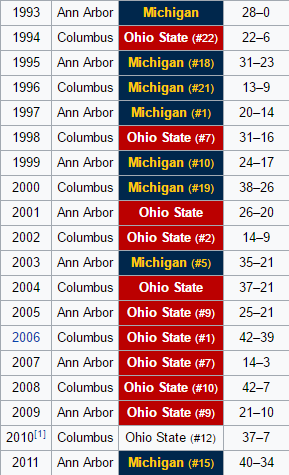 1993 Ann Arbor Michigan 28–0
1994 Columbus Ohio State (#22) 22–6
1995 Ann Arbor Michigan (#18) 31–23
1996 Columbus Michigan (#21) 13–9
1997 Ann Arbor Michigan (#1) 20–14
1998 Columbus Ohio State (#7) 31–16
1999 Ann Arbor Michigan (#10) 24–17
2000 Columbus Michigan (#19) 38–26
2001 Ann Arbor Ohio State 26–20
2002 Columbus Ohio State (#2) 14–9
2003 Ann Arbor Michigan (#5) 35–21
2004 Columbus Ohio State 37–21
2005 Ann Arbor Ohio State (#9) 25–21
2006 Columbus Ohio State (#1) 42–39
2007 Ann Arbor Ohio State (#7) 14–3
2008 Columbus Ohio State (#10) 42–7
2009 Ann Arbor Ohio State (#9) 21–10
2010[1] Columbus Ohio State (#12) 37–7
2011 Ann Arbor Michigan (#15) 40–34